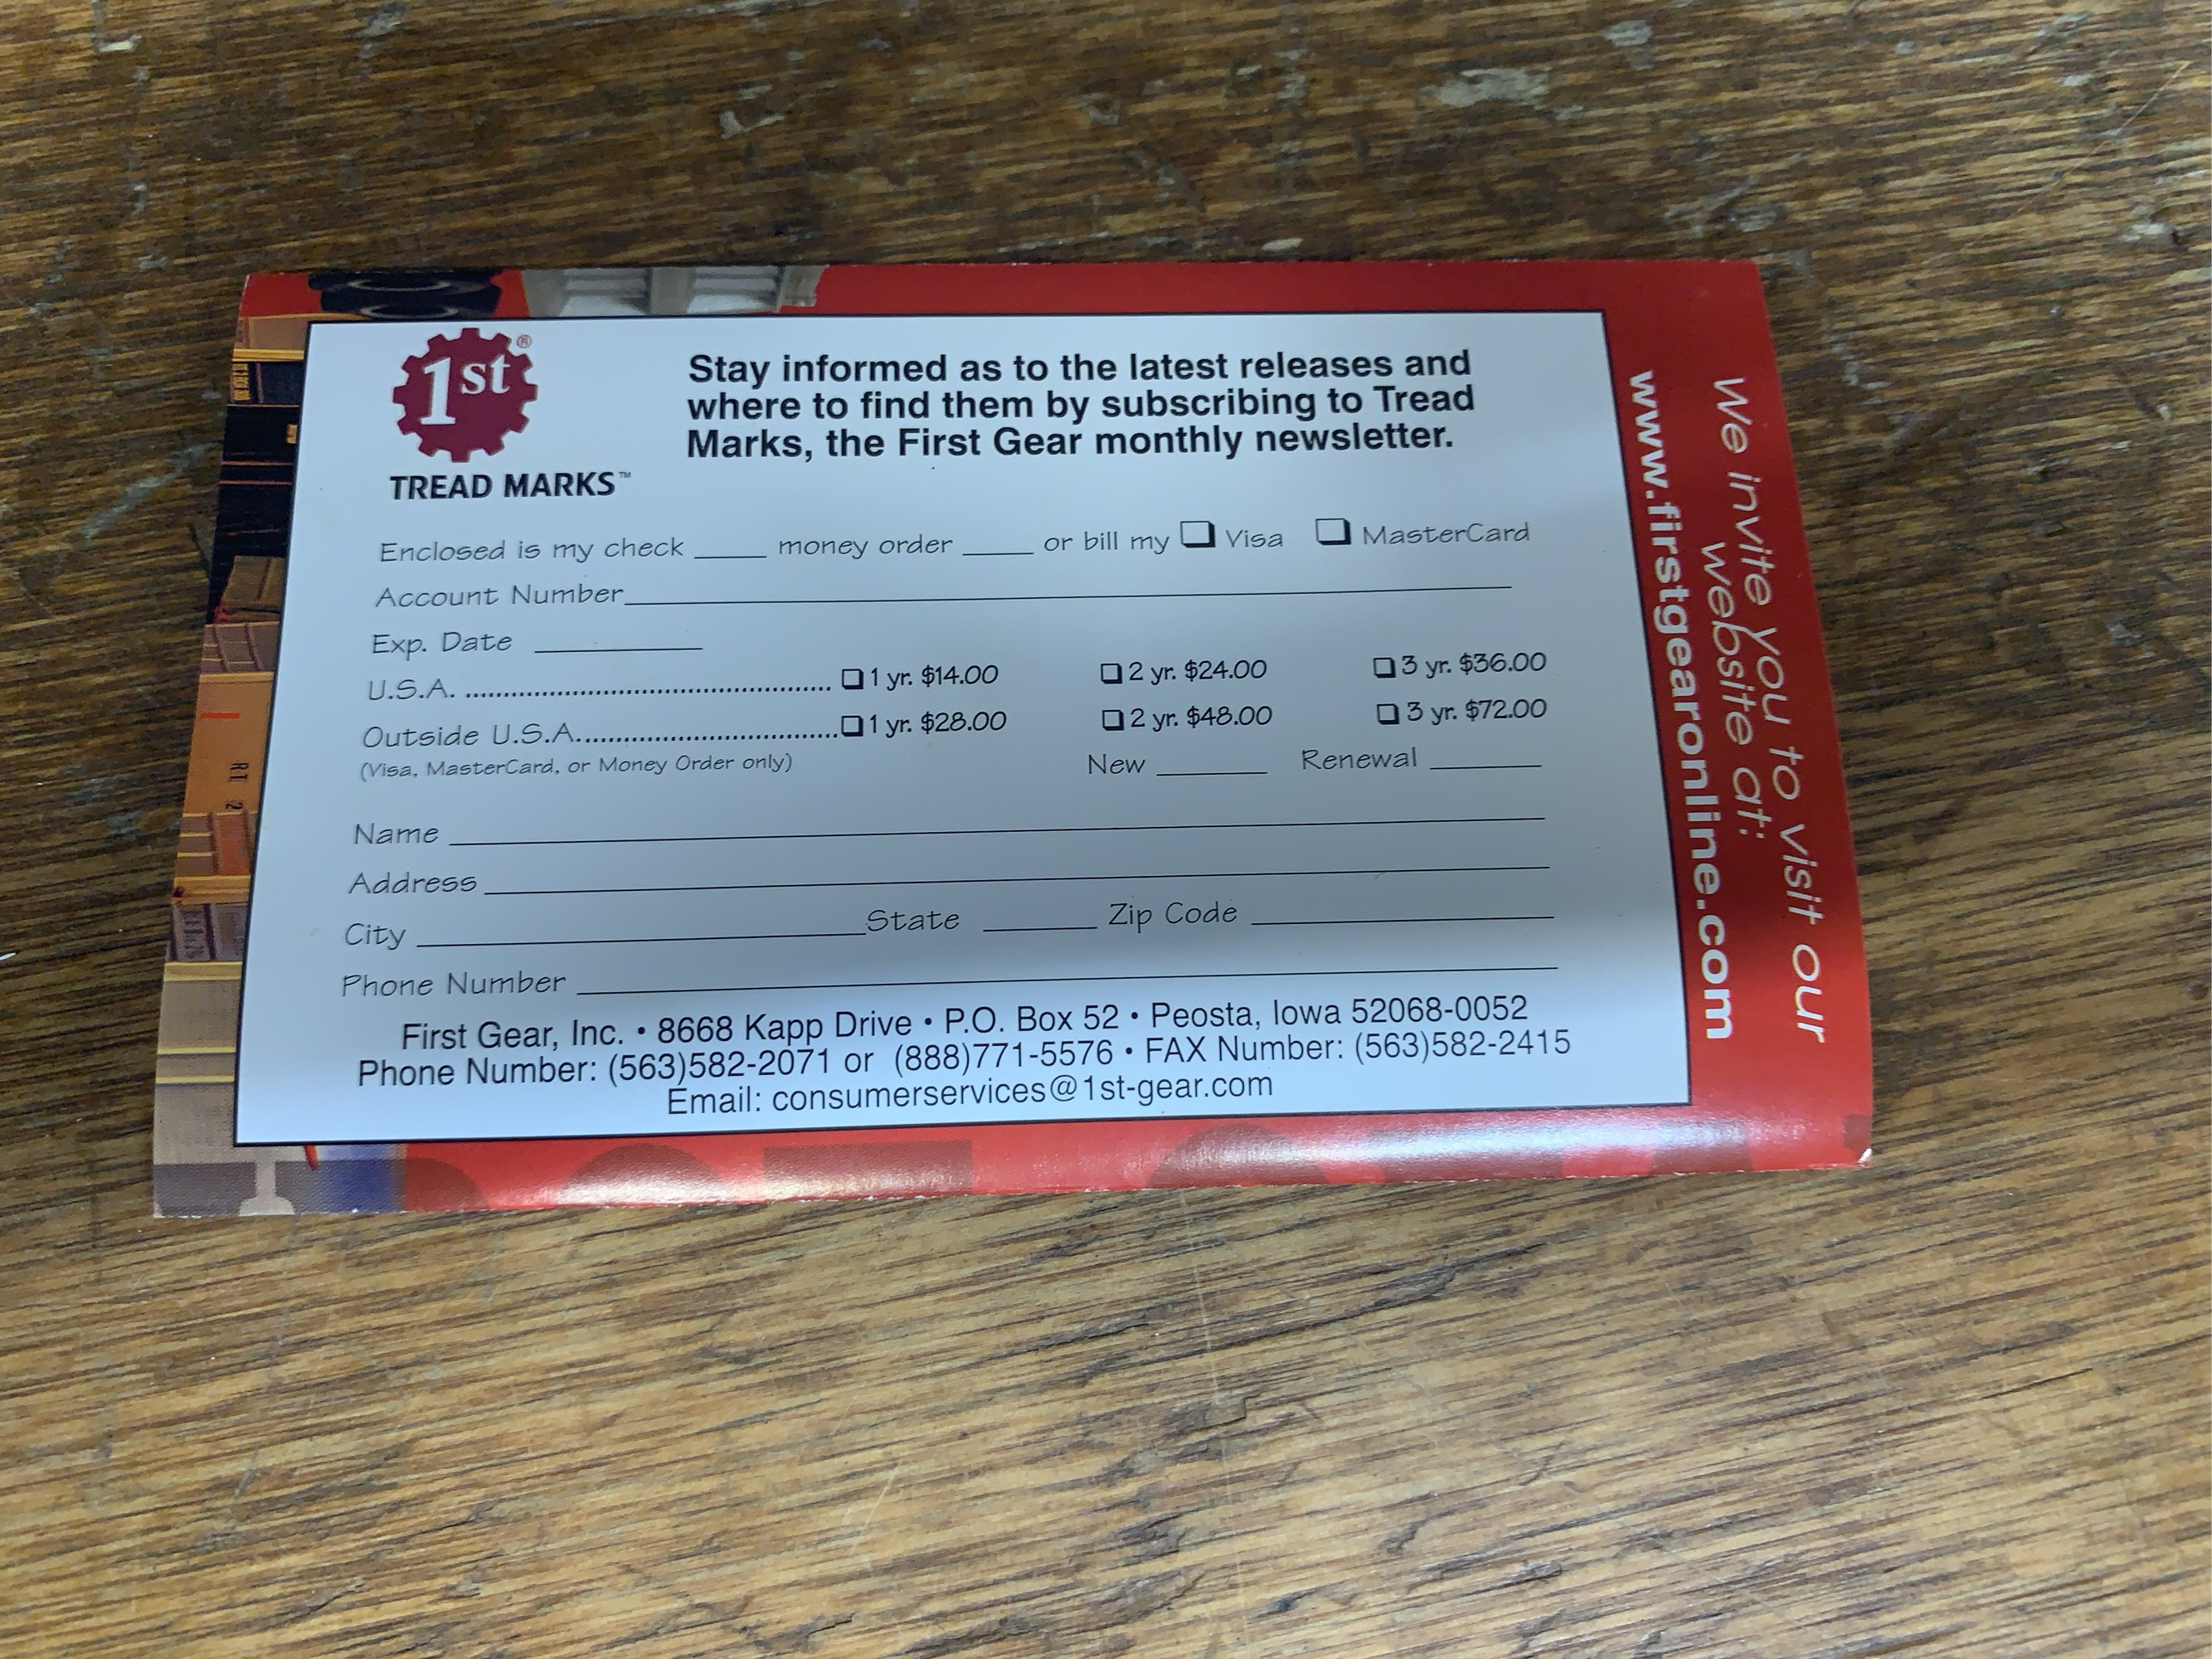 1st®
TREAD MARKS™
Stay informed as to the latest releases and
where to find them by subscribing to Tread
Marks, the First Gear monthly newsletter.
Enclosed is my check _____ money order _____ or bill my ❏ Visa ❏ MasterCard
Account Number
Exp. Date
U.S.A. ........................................................ ❏ 1 yr. $14.00 ❏ 2 yr. $24.00 ❏ 3 yr. $36.00
Outside U.S.A........................................ ❏ 1 yr. $28.00 ❏ 2 yr. $48.00 ❏ 3 yr. $72.00
(Visa, MasterCard, or Money Order only) New _______ Renewal _______
Name
Address
City State Zip Code
Phone Number
First Gear, Inc. • 8668 Kapp Drive • P.O. Box 52 • Peosta, Iowa 52068-0052
Phone Number: (563)582-2071 or (888)771-5576 • FAX Number: (563)582-2415
Email: consumerservices@1st-gear.com
We invite you to visit our
website at:
www.firstgearonline.com